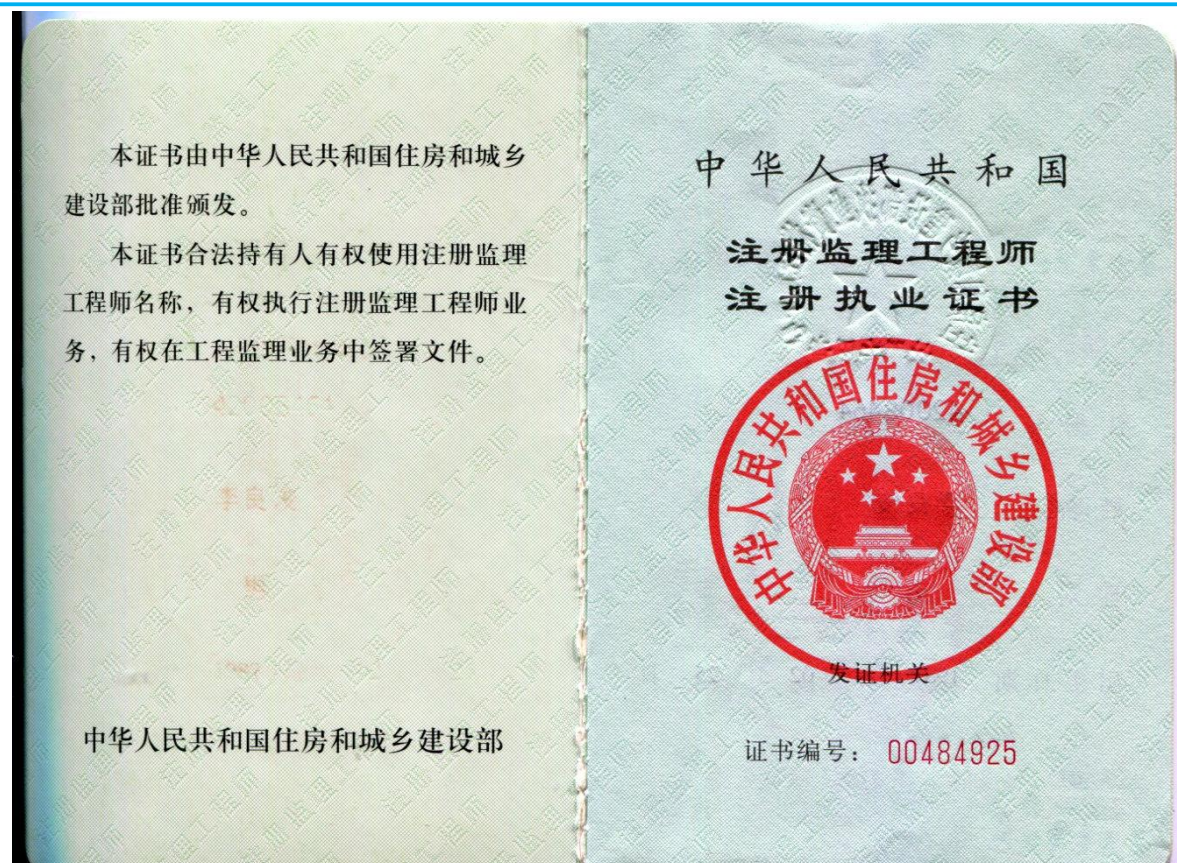 本证书由中华人民共和国住房和城乡
建设部批准颁发。
本证书合法持有人有权使用注册监理
工程师名称，有权执行注册监理工程师业
务，有权在工程监理业务中签署文件。
中华人民共和国住房和城乡建设部
中华人民共和国
注册监理工程师
注册执业证书
中华人民共和国住房和城乡建设部
发证机关
证书编号： 00484925